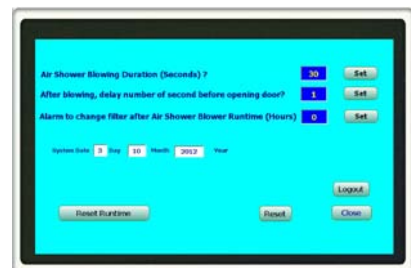 Air Shower Blowing Duration (Seconds) ? 30 Set
After blowing, delay number of second before opening door? 1 Set
Alarm to change filter after Air Shower Blower Runtime (Hours) 0 Set
System Date 3 Day 10 Month 2012 Year
Logout
Reset Runtime Reset Close